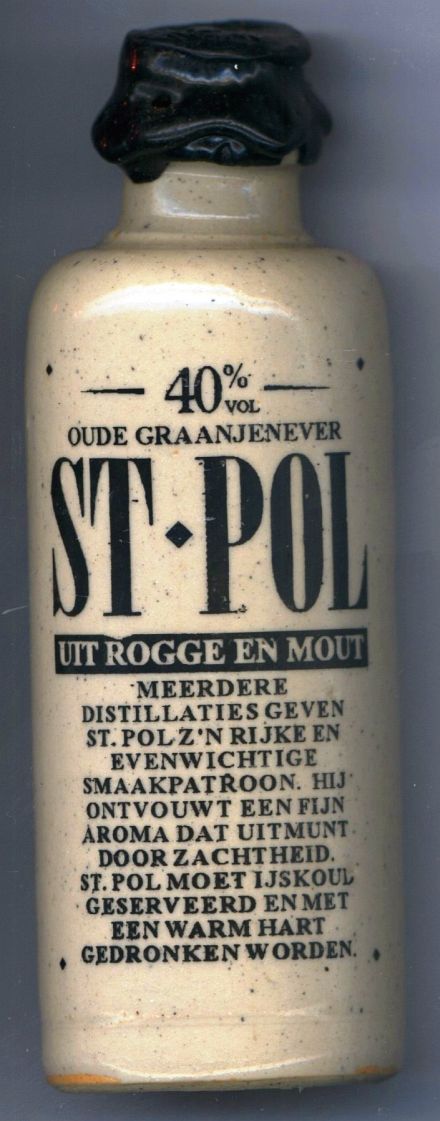 40% VOL
OUDE GRAANJENEVER
ST·POL
UIT ROGGE EN MOUT
MEERDERE
DISTILLATIES GEVEN
ST. POL Z'N RIJKE EN
EVENWICHTIGE
SMAAKPATROON. HIJ
ONTVOUWT EEN FIJN
AROMA DAT UITMUNT
DOOR ZACHTHEID.
ST. POL MOET IJSKOUD
GESERVEERD EN MET
EEN WARM HART
GEDRONKEN WORDEN.